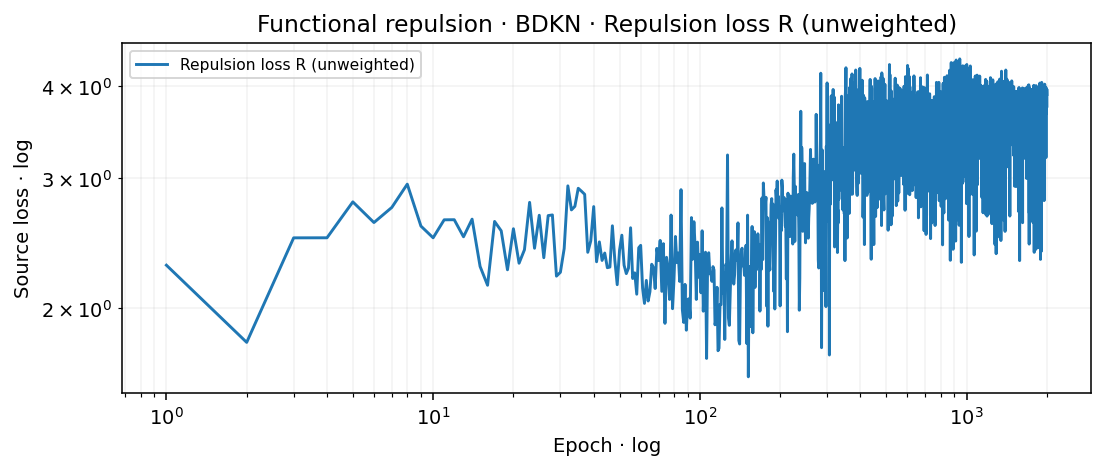 Functional repulsion · BDKN · Repulsion loss R (unweighted)
Repulsion loss R (unweighted)
Source loss · log
4 × 10⁰
3 × 10⁰
2 × 10⁰
10⁰ 10¹ 10² 10³
Epoch · log